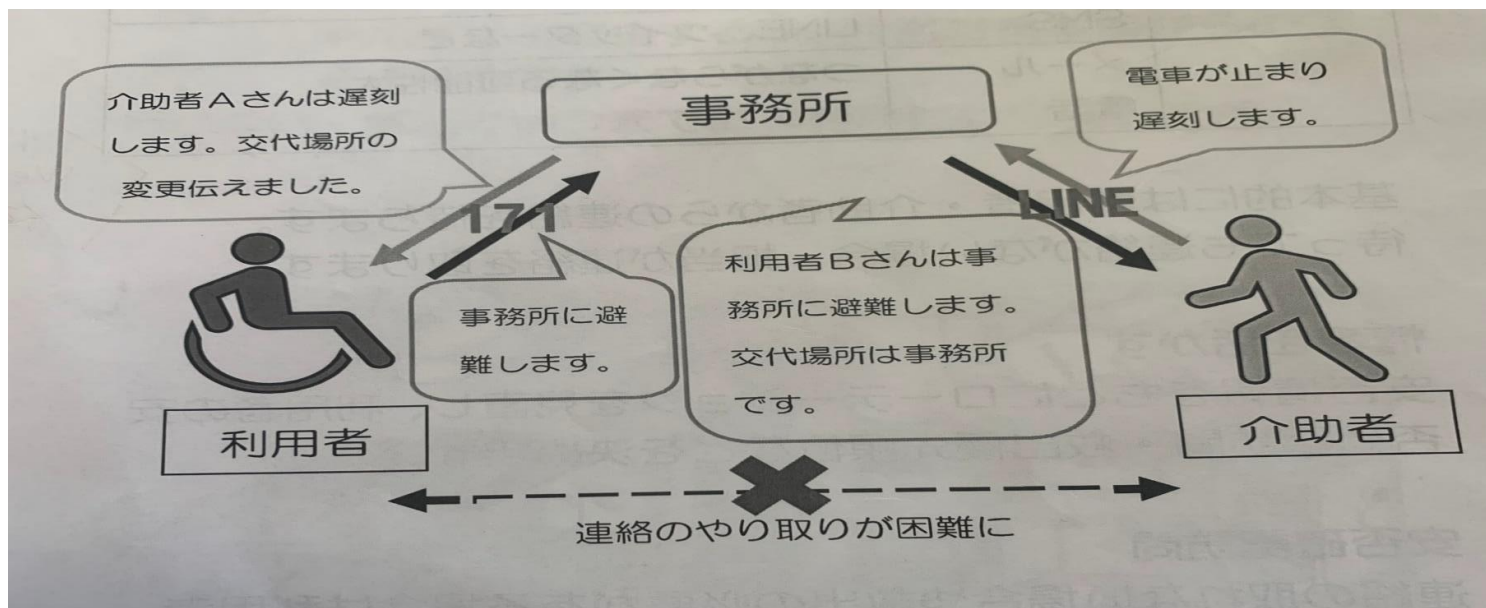 事務所
介助者Aさんは遅刻
します。交代場所の
変更伝えました。
電車が止まり
遅刻します。
171
LINE
事務所に避
難します。
利用者Bさんは事
務所に避難します。
交代場所は事務所
です。
利用者
介助者
連絡のやり取りが困難に